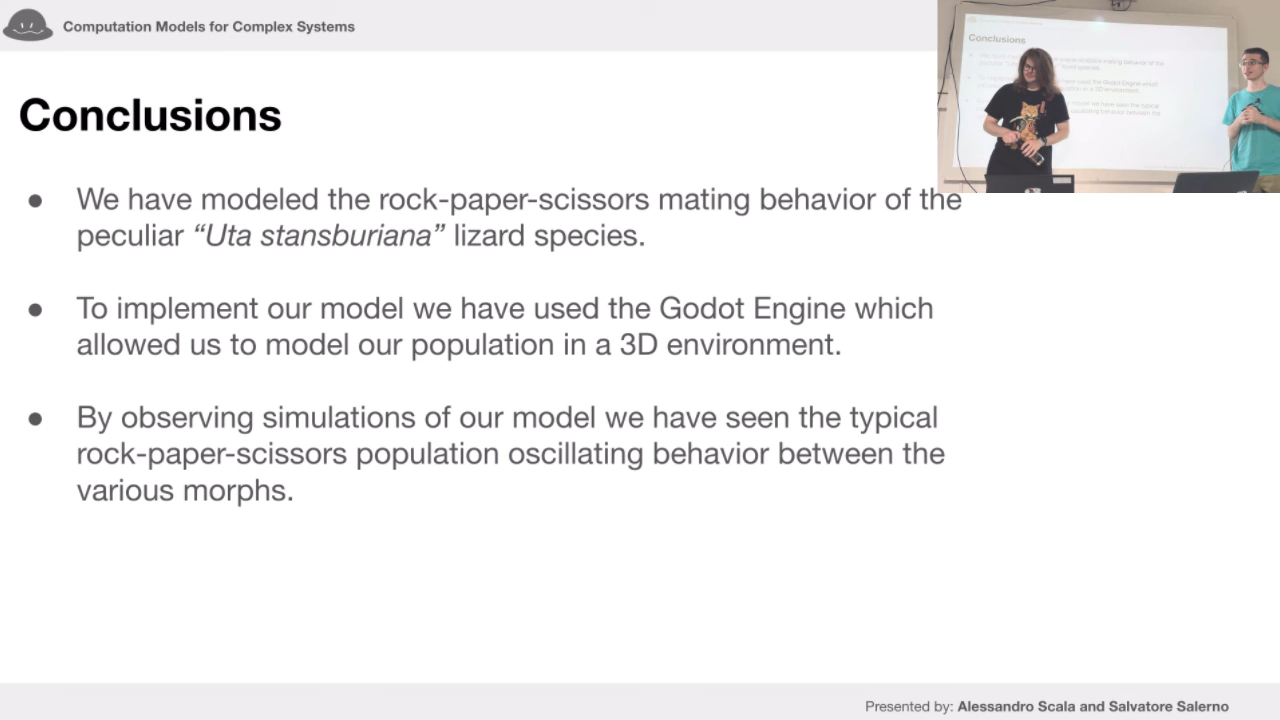 Computation Models for Complex Systems
Conclusions
● We have modeled the rock-paper-scissors mating behavior of the
peculiar “Uta stansburiana” lizard species.
● To implement our model we have used the Godot Engine which
allowed us to model our population in a 3D environment.
● By observing simulations of our model we have seen the typical
rock-paper-scissors population oscillating behavior between the
various morphs.
Conclusions
Presented by: Alessandro Scala and Salvatore Salerno